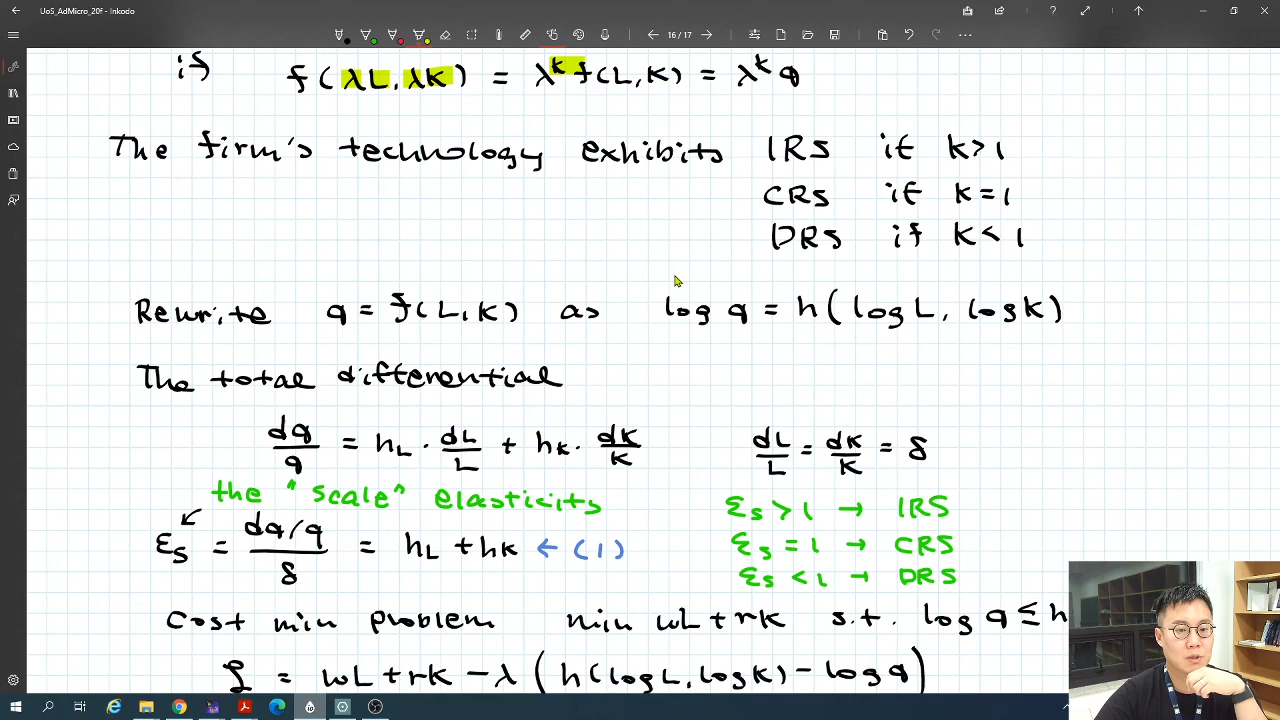 UoS_AdMicro_20F - Inkodo
16/17
if f(λL, λK) = λ^k f(L, K) = λ^k q
The firm's technology exhibits IRS if k>1
CRS if k=1
DRS if k<1
Rewrite q = f(L, K) as log q = h(log L, log K)
The total differential
dq/q = h_L · dL/L + h_K · dK/K   dL/L = dK/K = δ
the "scale" elasticity
ε_S > 1 → IRS
ε_S = (dq/q)/δ = h_L + h_K ← (1)   ε_S = 1 → CRS
ε_S < 1 → DRS
Cost min problem min wL + rK s.t. log q ≤ h
ℒ = wL + rK − λ (h(log L, log K) − log q)